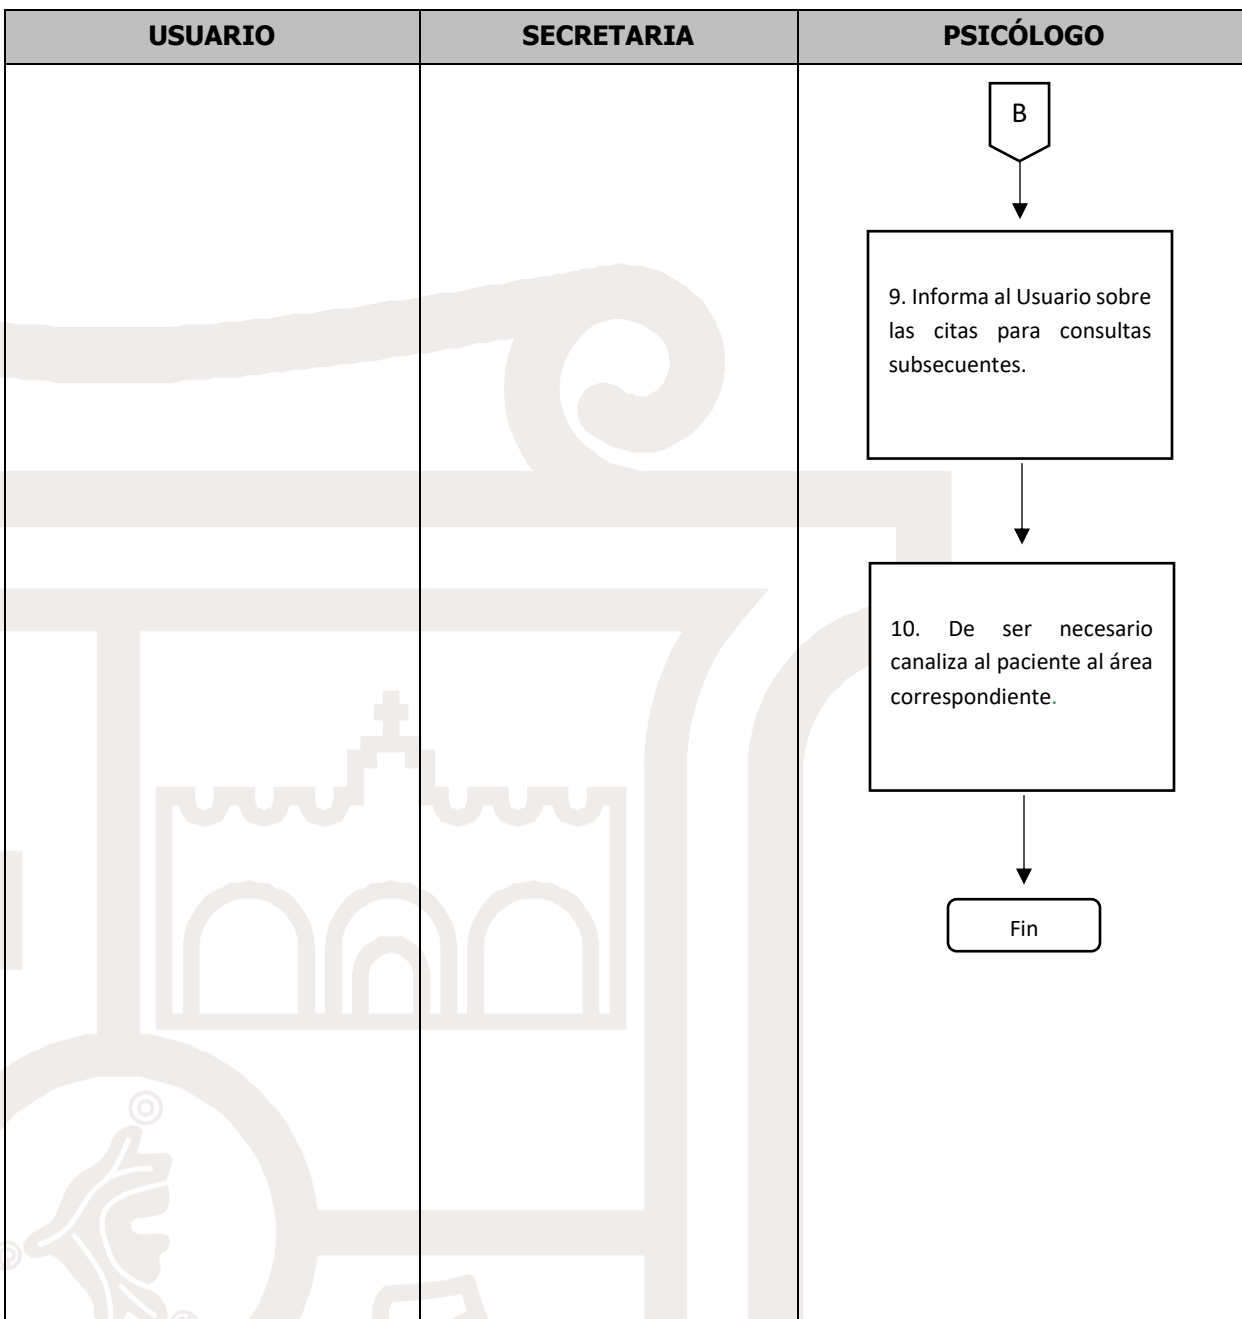 USUARIO
SECRETARIA
PSICÓLOGO
B
9. Informa al Usuario sobre
las citas para consultas
subsecuentes.
10. De ser necesario
canaliza al paciente al área
correspondiente.
Fin